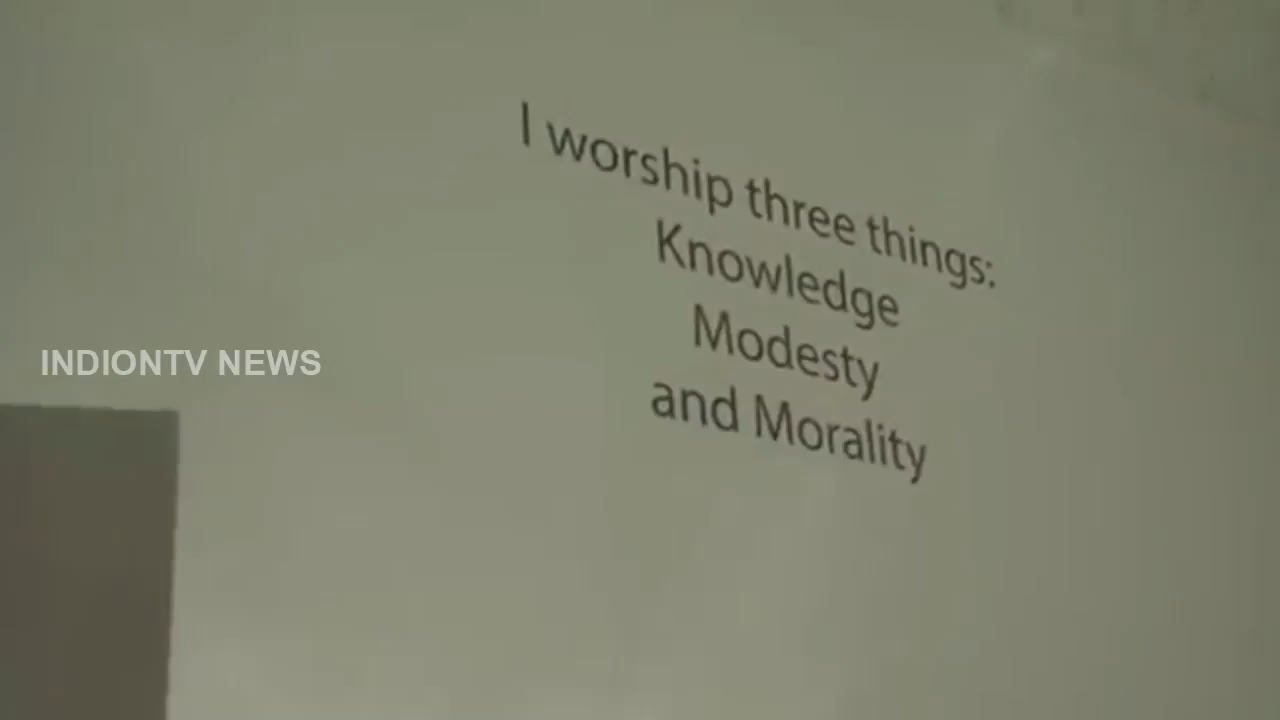 I worship three things:
Knowledge
Modesty
and Morality
INDIONTV NEWS